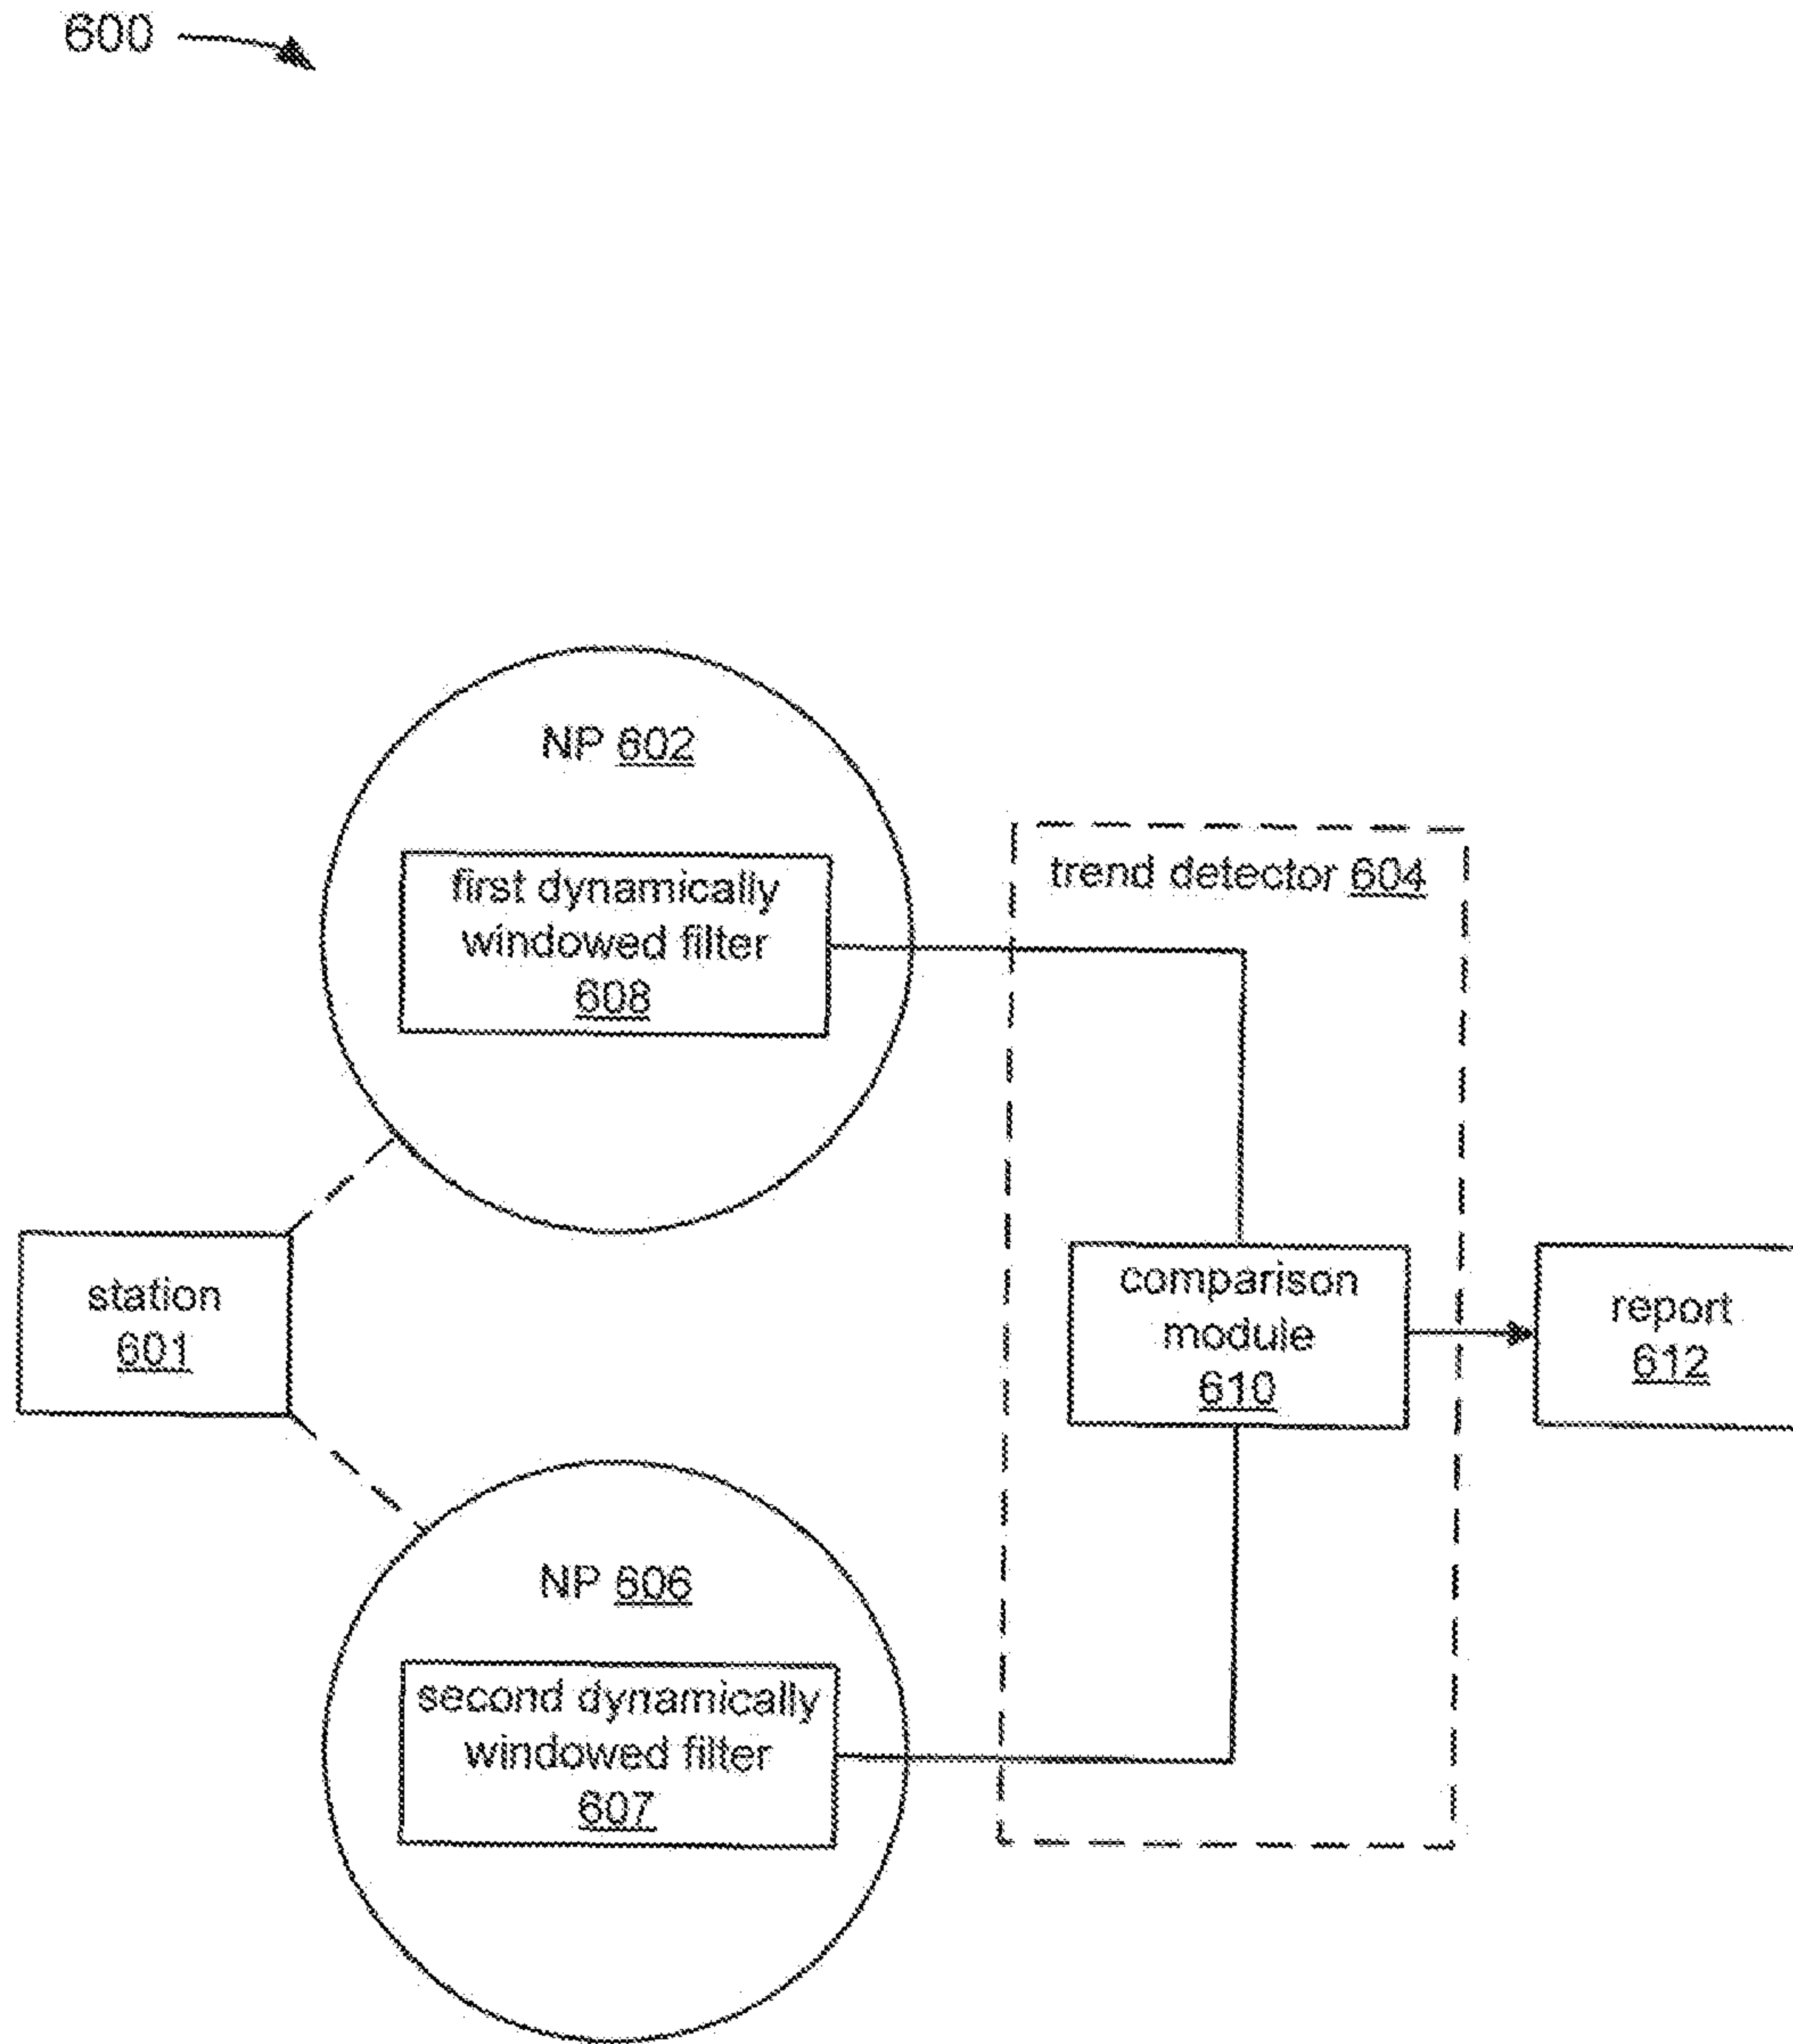 600
NP 602
first dynamically
windowed filter
608
trend detector 604
station
601
comparison
module
610
report
612
NP 606
second dynamically
windowed filter
607